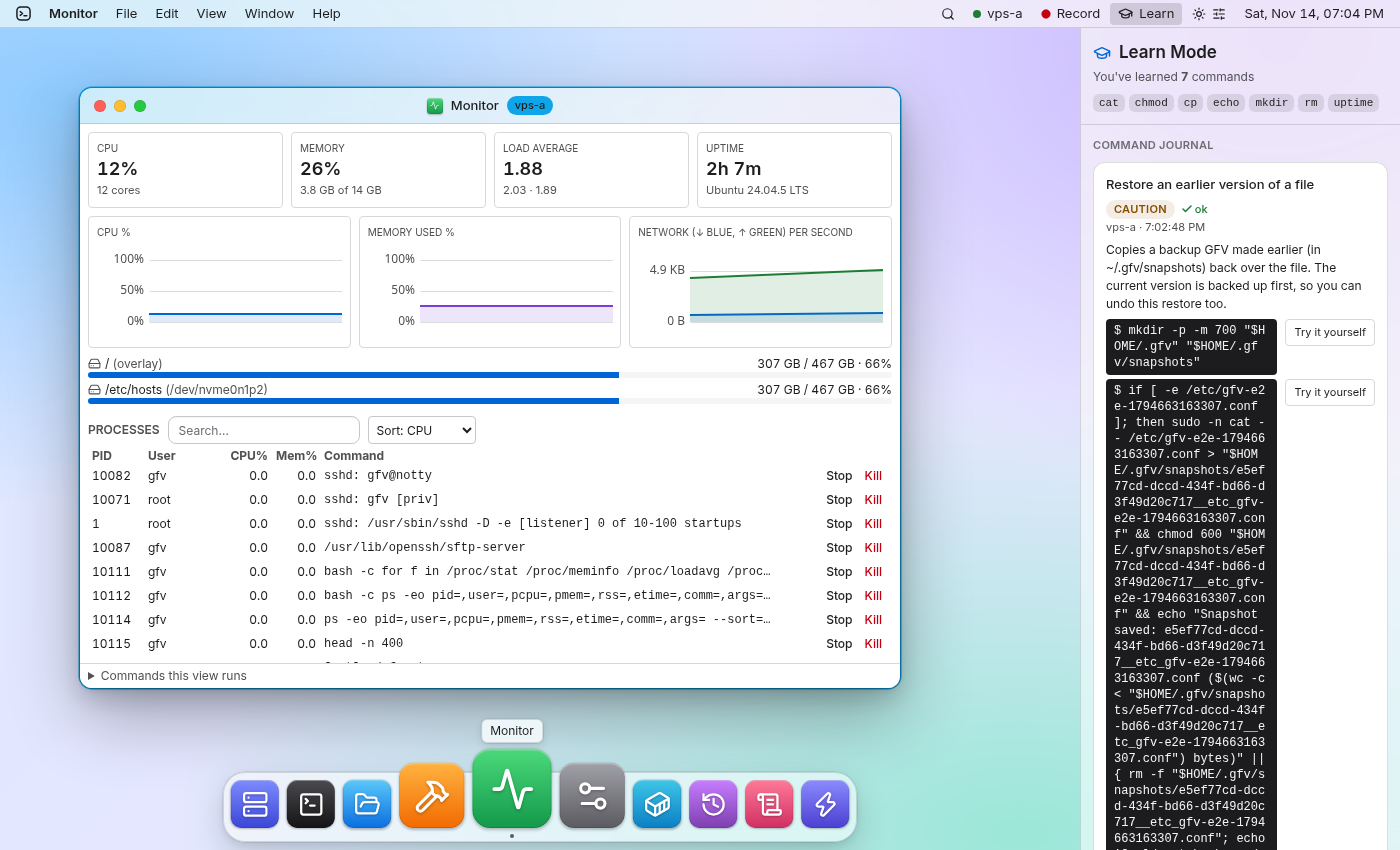 Monitor File Edit View Window Help
vps-a Record Learn Sat, Nov 14, 07:04 PM
Monitor vps-a
CPU
12%
12 cores
MEMORY
26%
3.8 GB of 14 GB
LOAD AVERAGE
1.88
2.03 · 1.89
UPTIME
2h 7m
Ubuntu 24.04.5 LTS
CPU %
100%
50%
0%
MEMORY USED %
100%
50%
0%
NETWORK (↓ BLUE, ↑ GREEN) PER SECOND
4.9 KB
0 B
/ (overlay) 307 GB / 467 GB · 66%
/etc/hosts (/dev/nvme0n1p2) 307 GB / 467 GB · 66%
PROCESSES Search... Sort: CPU
PID User CPU% Mem% Command
10082 gfv 0.0 0.0 sshd: gfv@notty Stop Kill
10071 root 0.0 0.0 sshd: gfv [priv] Stop Kill
1 root 0.0 0.0 sshd: /usr/sbin/sshd -D -e [listener] 0 of 10-100 startups Stop Kill
10087 gfv 0.0 0.0 /usr/lib/openssh/sftp-server Stop Kill
10111 gfv 0.0 0.0 bash -c for f in /proc/stat /proc/meminfo /proc/loadavg /proc… Stop Kill
10112 gfv 0.0 0.0 bash -c ps -eo pid=,user=,pcpu=,pmem=,rss=,etime=,comm=,args=… Stop Kill
10114 gfv 0.0 0.0 ps -eo pid=,user=,pcpu=,pmem=,rss=,etime=,comm=,args= --sort=… Stop Kill
10115 gfv 0.0 0.0 head -n 400 Stop Kill
Commands this view runs
Monitor
Learn Mode
You've learned 7 commands
cat chmod cp echo mkdir rm uptime
COMMAND JOURNAL
Restore an earlier version of a file
CAUTION ok
vps-a · 7:02:48 PM
Copies a backup GFV made earlier (in
~/.gfv/snapshots) back over the file. The
current version is backed up first, so you can
undo this restore too.
$ mkdir -p -m 700 "$H
OME/.gfv" "$HOME/.gf
v/snapshots"
Try it yourself
$ if [ -e /etc/gfv-e2
e-1794663163307.conf
]; then sudo -n cat -
- /etc/gfv-e2e-179466
3163307.conf > "$HOM
E/.gfv/snapshots/e5ef
77cd-dccd-434f-bd66-d
3f49d20c717__etc_gfv-
e2e-1794663163307.con
f" && chmod 600 "$HOM
E/.gfv/snapshots/e5ef
77cd-dccd-434f-bd66-d
3f49d20c717__etc_gfv-
e2e-1794663163307.con
f" && echo "Snapshot
saved: e5ef77cd-dccd-
434f-bd66-d3f49d20c71
7__etc_gfv-e2e-179466
3163307.conf ($(wc -c
< "$HOME/.gfv/snapsho
ts/e5ef77cd-dccd-434f
-bd66-d3f49d20c717__e
tc_gfv-e2e-1794663163
307.conf") bytes)" ||
{ rm -f "$HOME/.gfv/s
napshots/e5ef77cd-dcc
d-434f-bd66-d3f49d20c
717__etc_gfv-e2e-1794
663163307.conf"; echo
Try it yourself